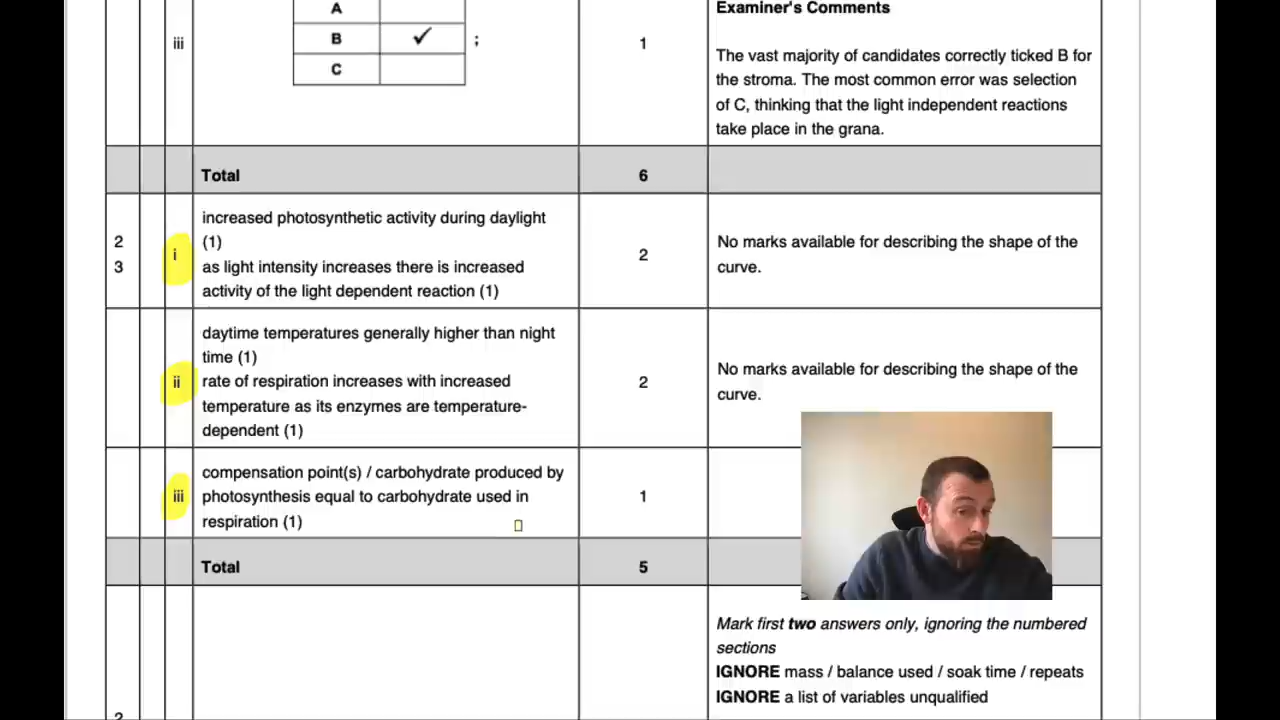 Examiner's Comments
A
iii
B ✓ ;
1
C
The vast majority of candidates correctly ticked B for
the stroma. The most common error was selection
of C, thinking that the light independent reactions
take place in the grana.
Total
6
2
3
i
increased photosynthetic activity during daylight
(1)
as light intensity increases there is increased
activity of the light dependent reaction (1)
2
No marks available for describing the shape of the
curve.
ii
daytime temperatures generally higher than night
time (1)
rate of respiration increases with increased
temperature as its enzymes are temperature-
dependent (1)
2
No marks available for describing the shape of the
curve.
iii
compensation point(s) / carbohydrate produced by
photosynthesis equal to carbohydrate used in
respiration (1)
1
Total
5
Mark first two answers only, ignoring the numbered
sections
IGNORE mass / balance used / soak time / repeats
IGNORE a list of variables unqualified
2